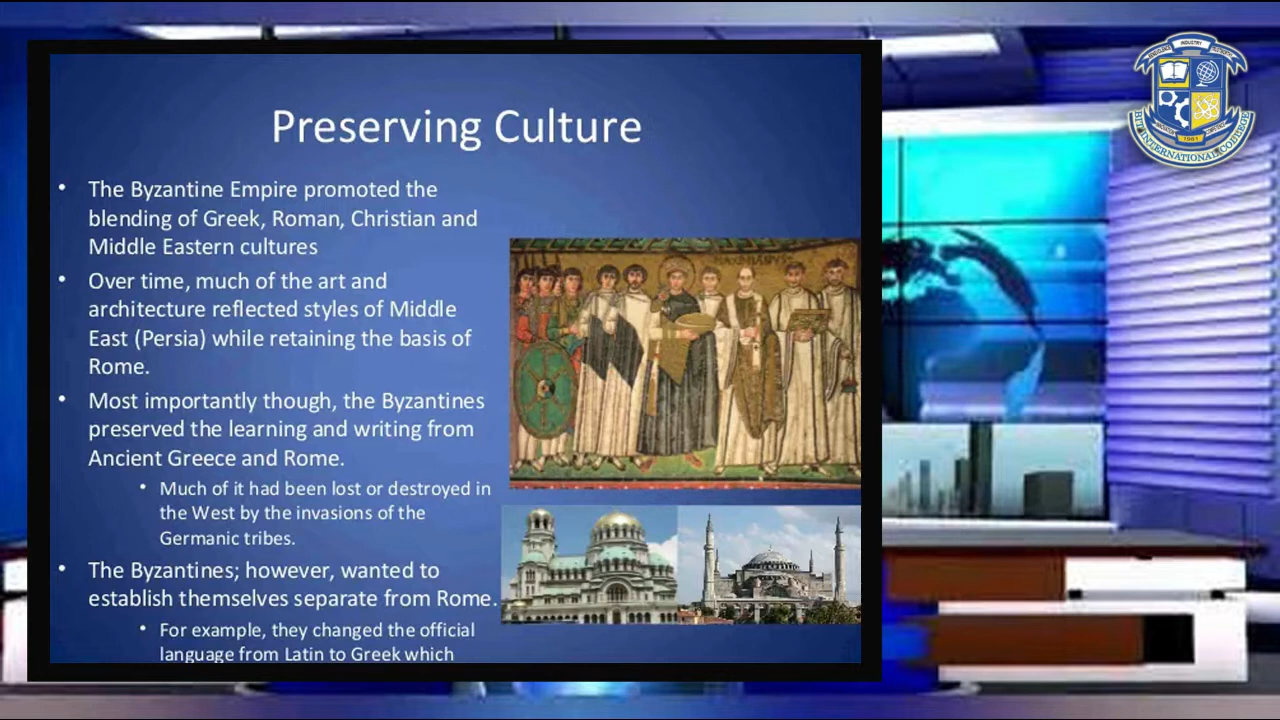 Preserving Culture
• The Byzantine Empire promoted the
blending of Greek, Roman, Christian and
Middle Eastern cultures
• Over time, much of the art and
architecture reflected styles of Middle
East (Persia) while retaining the basis of
Rome.
• Most importantly though, the Byzantines
preserved the learning and writing from
Ancient Greece and Rome.
• Much of it had been lost or destroyed in
the West by the invasions of the
Germanic tribes.
• The Byzantines; however, wanted to
establish themselves separate from Rome.
• For example, they changed the official
language from Latin to Greek which
INDUSTRY
BIT INTERNATIONAL COLLEGE